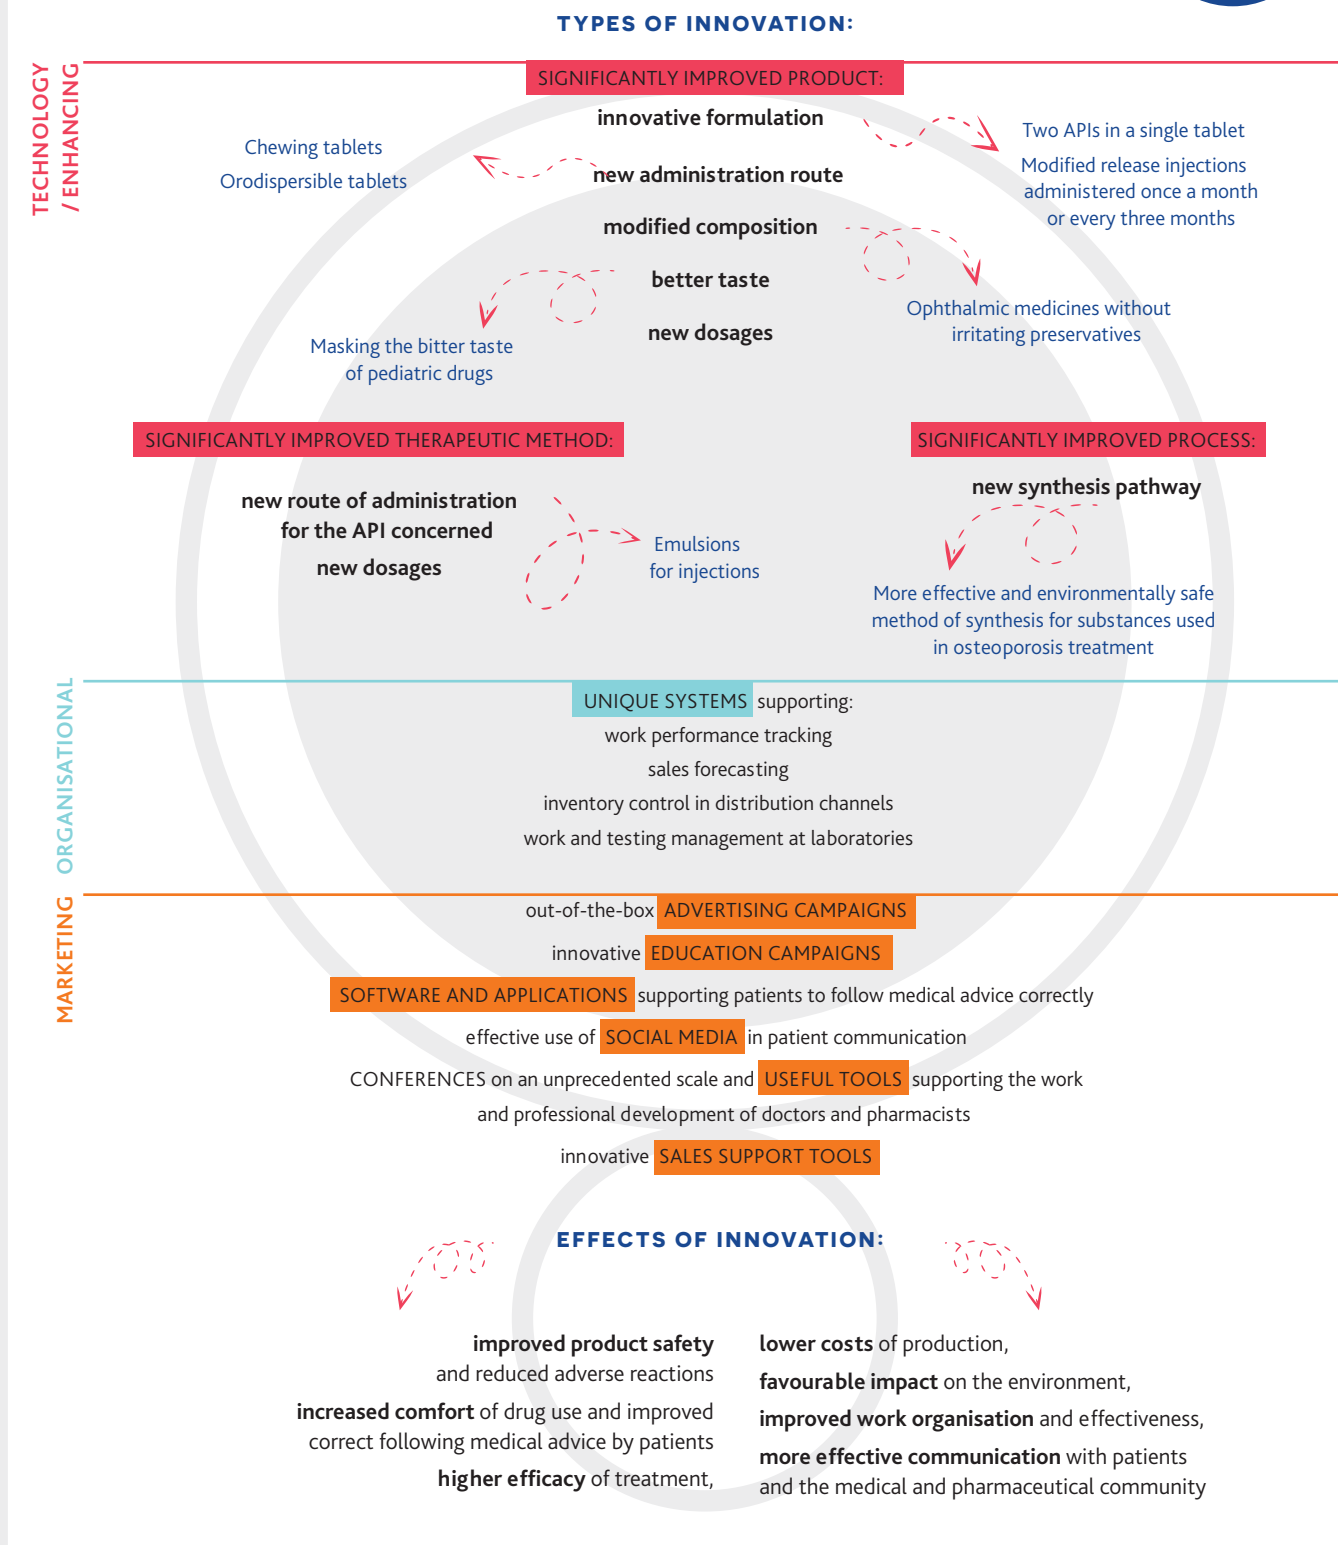 TYPES OF INNOVATION:
TECHNOLOGY
/ ENHANCING
SIGNIFICANTLY IMPROVED PRODUCT:
innovative formulation
Two APIs in a single tablet
Modified release injections
administered once a month
or every three months
new administration route
Chewing tablets
Orodispersible tablets
modified composition
Ophthalmic medicines without
irritating preservatives
better taste
Masking the bitter taste
of pediatric drugs
new dosages
SIGNIFICANTLY IMPROVED THERAPEUTIC METHOD:
new route of administration
for the API concerned
new dosages
Emulsions
for injections
SIGNIFICANTLY IMPROVED PROCESS:
new synthesis pathway
More effective and environmentally safe
method of synthesis for substances used
in osteoporosis treatment
ORGANISATIONAL
UNIQUE SYSTEMS supporting:
work performance tracking
sales forecasting
inventory control in distribution channels
work and testing management at laboratories
MARKETING
out-of-the-box ADVERTISING CAMPAIGNS
innovative EDUCATION CAMPAIGNS
SOFTWARE AND APPLICATIONS supporting patients to follow medical advice correctly
effective use of SOCIAL MEDIA in patient communication
CONFERENCES on an unprecedented scale and USEFUL TOOLS supporting the work
and professional development of doctors and pharmacists
innovative SALES SUPPORT TOOLS
EFFECTS OF INNOVATION:
improved product safety
and reduced adverse reactions
increased comfort of drug use and improved
correct following medical advice by patients
higher efficacy of treatment,
lower costs of production,
favourable impact on the environment,
improved work organisation and effectiveness,
more effective communication with patients
and the medical and pharmaceutical community